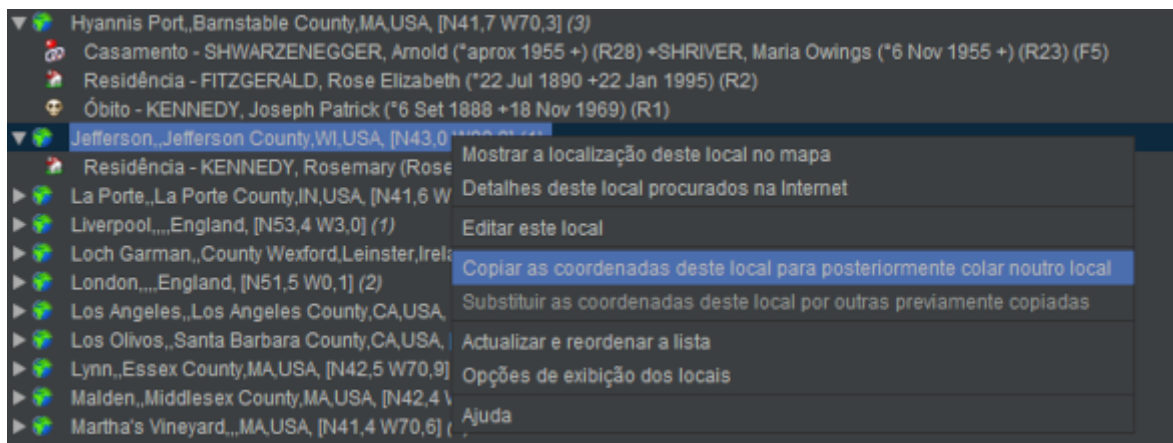 Hyannis Port,,Barnstable County,MA,USA, [N41,7 W70,3] (3)
Casamento - SHWARZENEGGER, Arnold (*aprox 1955 +) (R28) +SHRIVER, Maria Owings (*6 Nov 1955 +) (R23) (F5)
Residência - FITZGERALD, Rose Elizabeth (*22 Jul 1890 +22 Jan 1995) (R2)
Óbito - KENNEDY, Joseph Patrick (*6 Set 1888 +18 Nov 1969) (R1)
Jefferson,,Jefferson County,WI,USA, [N43,0
Residência - KENNEDY, Rosemary (Rose
La Porte,,La Porte County,IN,USA, [N41,6 W
Liverpool,,,,England, [N53,4 W3,0] (1)
Loch Garman,,County Wexford,Leinster,Irela
London,,,,England, [N51,5 W0,1] (2)
Los Angeles,,Los Angeles County,CA,USA,
Los Olivos,,Santa Barbara County,CA,USA,
Lynn,,Essex County,MA,USA, [N42,5 W70,9]
Malden,,Middlesex County,MA,USA, [N42,4
Martha's Vineyard,,,MA,USA, [N41,4 W70,6]
Mostrar a localização deste local no mapa
Detalhes deste local procurados na Internet
Editar este local
Copiar as coordenadas deste local para posteriormente colar noutro local
Substituir as coordenadas deste local por outras previamente copiadas
Actualizar e reordenar a lista
Opções de exibição dos locais
Ajuda